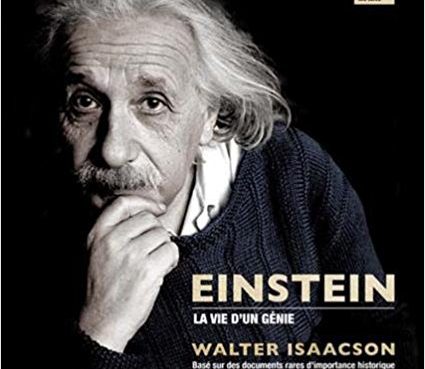 EINSTEIN
LA VIE D'UN GÉNIE
WALTER ISAACSON
Basé sur des documents rares d'importance historique